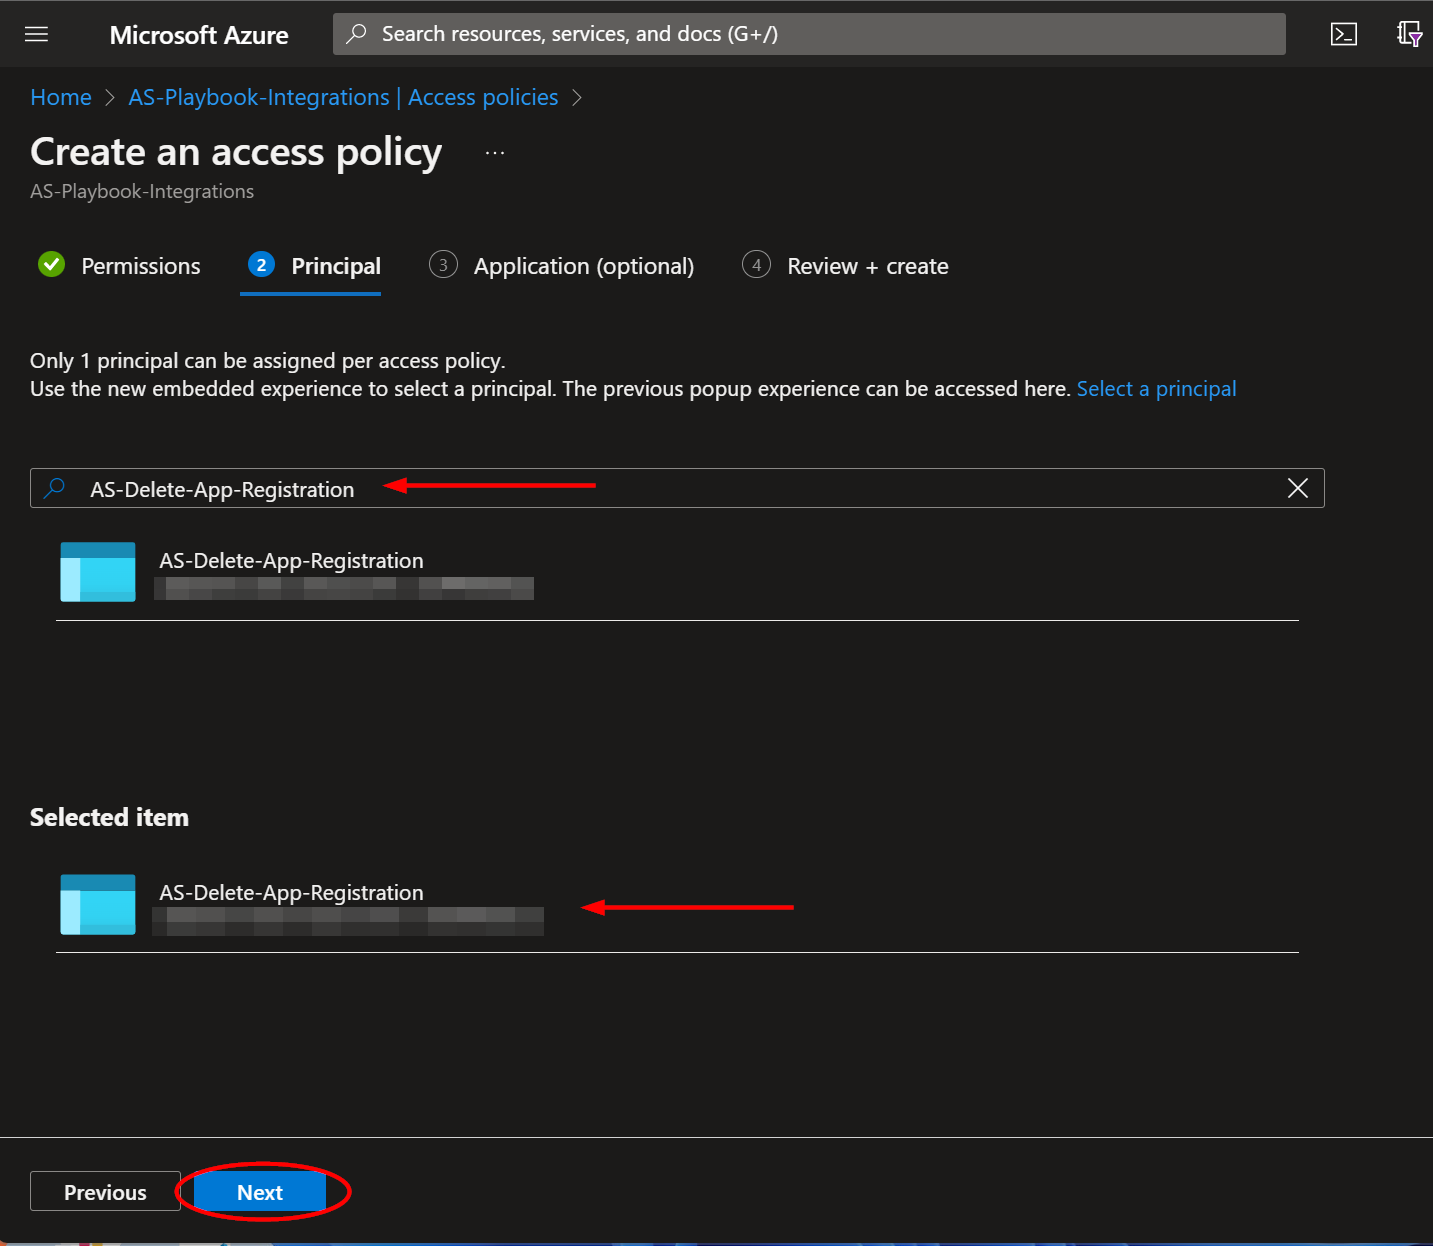 Microsoft Azure
Search resources, services, and docs (G+/)
Home > AS-Playbook-Integrations | Access policies >
Create an access policy ...
AS-Playbook-Integrations
Permissions
2 Principal
3 Application (optional)
4 Review + create
Only 1 principal can be assigned per access policy.
Use the new embedded experience to select a principal. The previous popup experience can be accessed here. Select a principal
AS-Delete-App-Registration
AS-Delete-App-Registration
Selected item
AS-Delete-App-Registration
Previous
Next